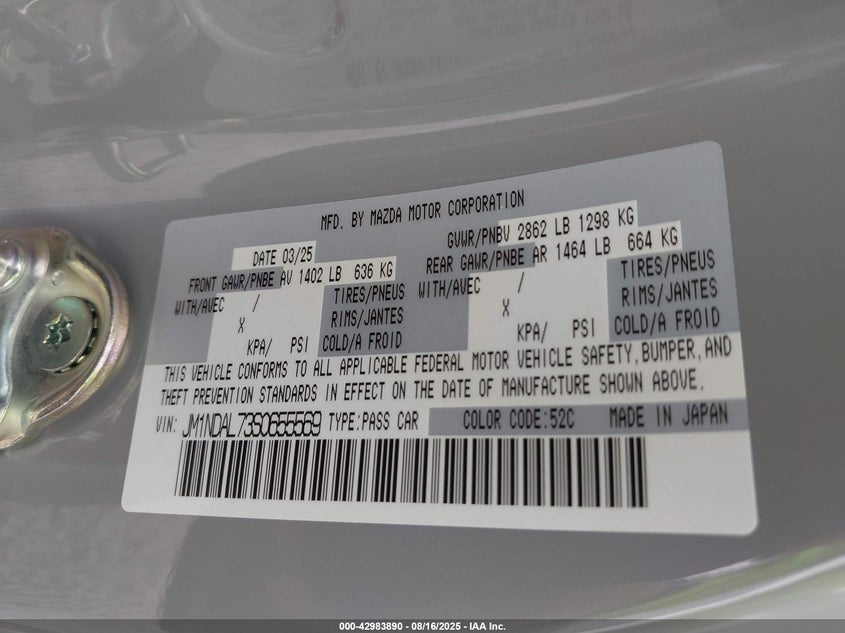 MFD. BY MAZDA MOTOR CORPORATION
DATE 03/25
GVWR/PNBV 2862 LB 1298 KG
FRONT GAWR/PNBE AV 1402 LB 636 KG
REAR GAWR/PNBE AR 1464 LB 664 KG
WITH/AVEC / TIRES/PNEUS
WITH/AVEC / TIRES/PNEUS
X RIMS/JANTES
X RIMS/JANTES
KPA/ PSI COLD/A FROID
KPA/ PSI COLD/A FROID
THIS VEHICLE CONFORMS TO ALL APPLICABLE FEDERAL MOTOR VEHICLE SAFETY, BUMPER, AND
THEFT PREVENTION STANDARDS IN EFFECT ON THE DATE OF MANUFACTURE SHOWN ABOVE.
VIN: JM1NDAL73S0655569 TYPE:PASS CAR COLOR CODE:52C MADE IN JAPAN
000-42983890 - 08/16/2025 - IAA Inc.